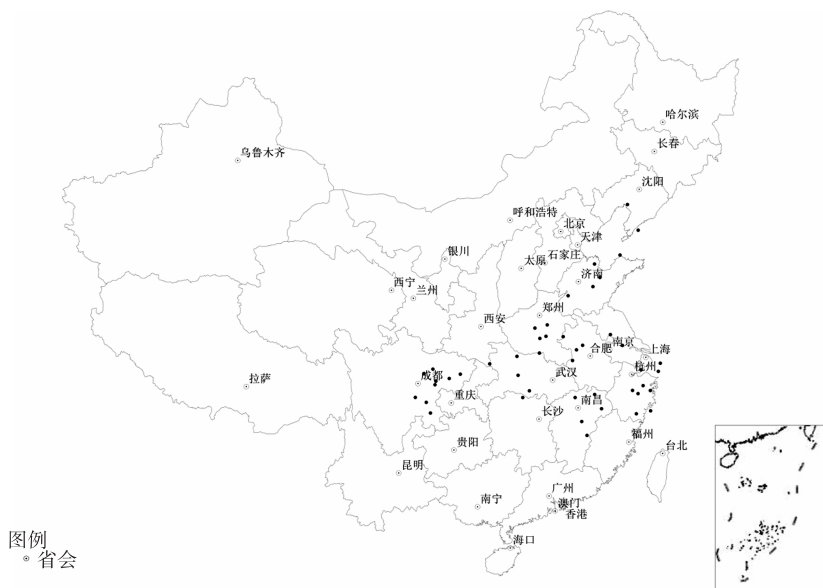 哈尔滨
长春
乌鲁木齐
沈阳
呼和浩特
北京
天津
银川
太原
石家庄
济南
西宁
兰州
郑州
西安
南京
合肥
上海
杭州
拉萨
成都
武汉
重庆
南昌
长沙
福州
贵阳
台北
昆明
广州
南宁
澳门
香港
海口
图例
省会